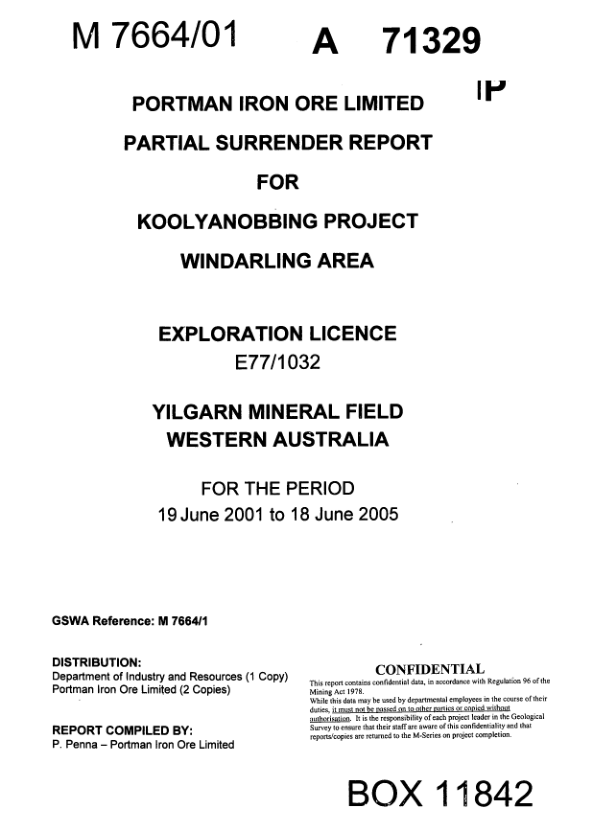 M 7664/01
A 71329
IP
PORTMAN IRON ORE LIMITED
PARTIAL SURRENDER REPORT
FOR
KOOLYANOBBING PROJECT
WINDARLING AREA
EXPLORATION LICENCE
E77/1032
YILGARN MINERAL FIELD
WESTERN AUSTRALIA
FOR THE PERIOD
19 June 2001 to 18 June 2005
GSWA Reference: M 7664/1
DISTRIBUTION:
Department of Industry and Resources (1 Copy)
Portman Iron Ore Limited (2 Copies)
REPORT COMPILED BY:
P. Penna – Portman Iron Ore Limited
CONFIDENTIAL
This report contains confidential data, in accordance with Regulation 96 of the
Mining Act 1978.
While this data may be used by departmental employees in the course of their
duties, it must not be passed on to other parties or copied without
authorisation. It is the responsibility of each project leader in the Geological
Survey to ensure that their staff are aware of this confidentiality and that
reports/copies are returned to the M-Series on project completion.
BOX 11842